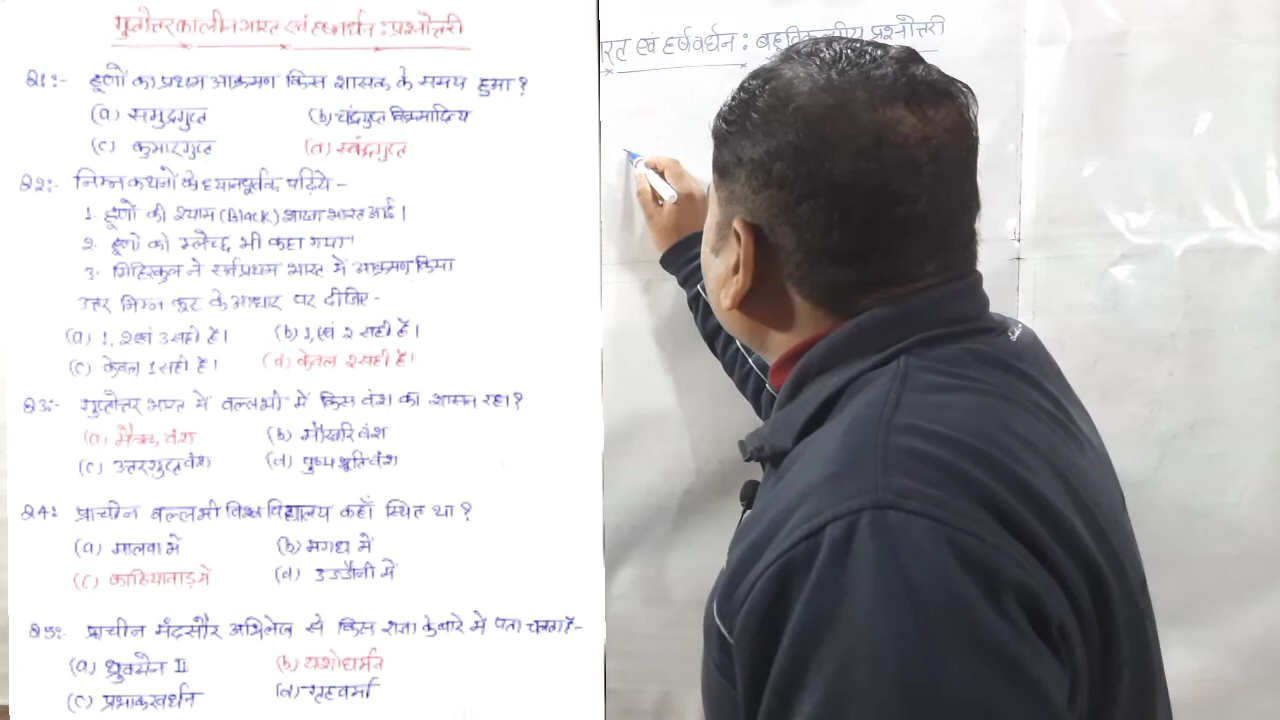 गुप्तोत्तरकालीन भारत एवं हर्षवर्धन : प्रश्नोत्तरी
Q1:- हूणों का प्रथम आक्रमण किस शासक के समय हुआ?
(a) समुद्रगुप्त (b) चंद्रगुप्त विक्रमादित्य
(c) कुमारगुप्त (d) स्कंदगुप्त
Q2:- निम्न कथनों के ध्यानपूर्वक पढ़िये -
1. हूणों की श्याम (Black) शाखा भारत आई।
2. हूणों को म्लेच्छ भी कहा गया।
3. मिहिरकुल ने सर्वप्रथम भारत में आक्रमण किया
उत्तर निम्न कूट के आधार पर दीजिए -
(a) 1, 2 एवं 3 सही है। (b) 1, एवं 2 सही हैं।
(c) केवल 1 सही है। (d) केवल 2 सही है।
Q3:- गुप्तोत्तर भारत में वल्लभी में किस वंश का शासन रहा?
(a) मैत्रक वंश (b) मौखरि वंश
(c) उत्तरगुप्त वंश (d) पुष्यभूति वंश
Q4: प्राचीन वल्लभी विश्व विद्यालय कहाँ स्थित था?
(a) मालवा में (b) मगध में
(c) काठियावाड़ में (d) उज्जैनी में
Q5:- प्राचीन मंदसौर अभिलेख से किस राजा के बारे में पता चलता है-
(a) ध्रुवसेन II (b) यशोधर्मन
(c) प्रभाकरवर्धन (d) गृहवर्मा
रत एवं हर्षवर्धन : बहुविकल्पीय प्रश्नोत्तरी